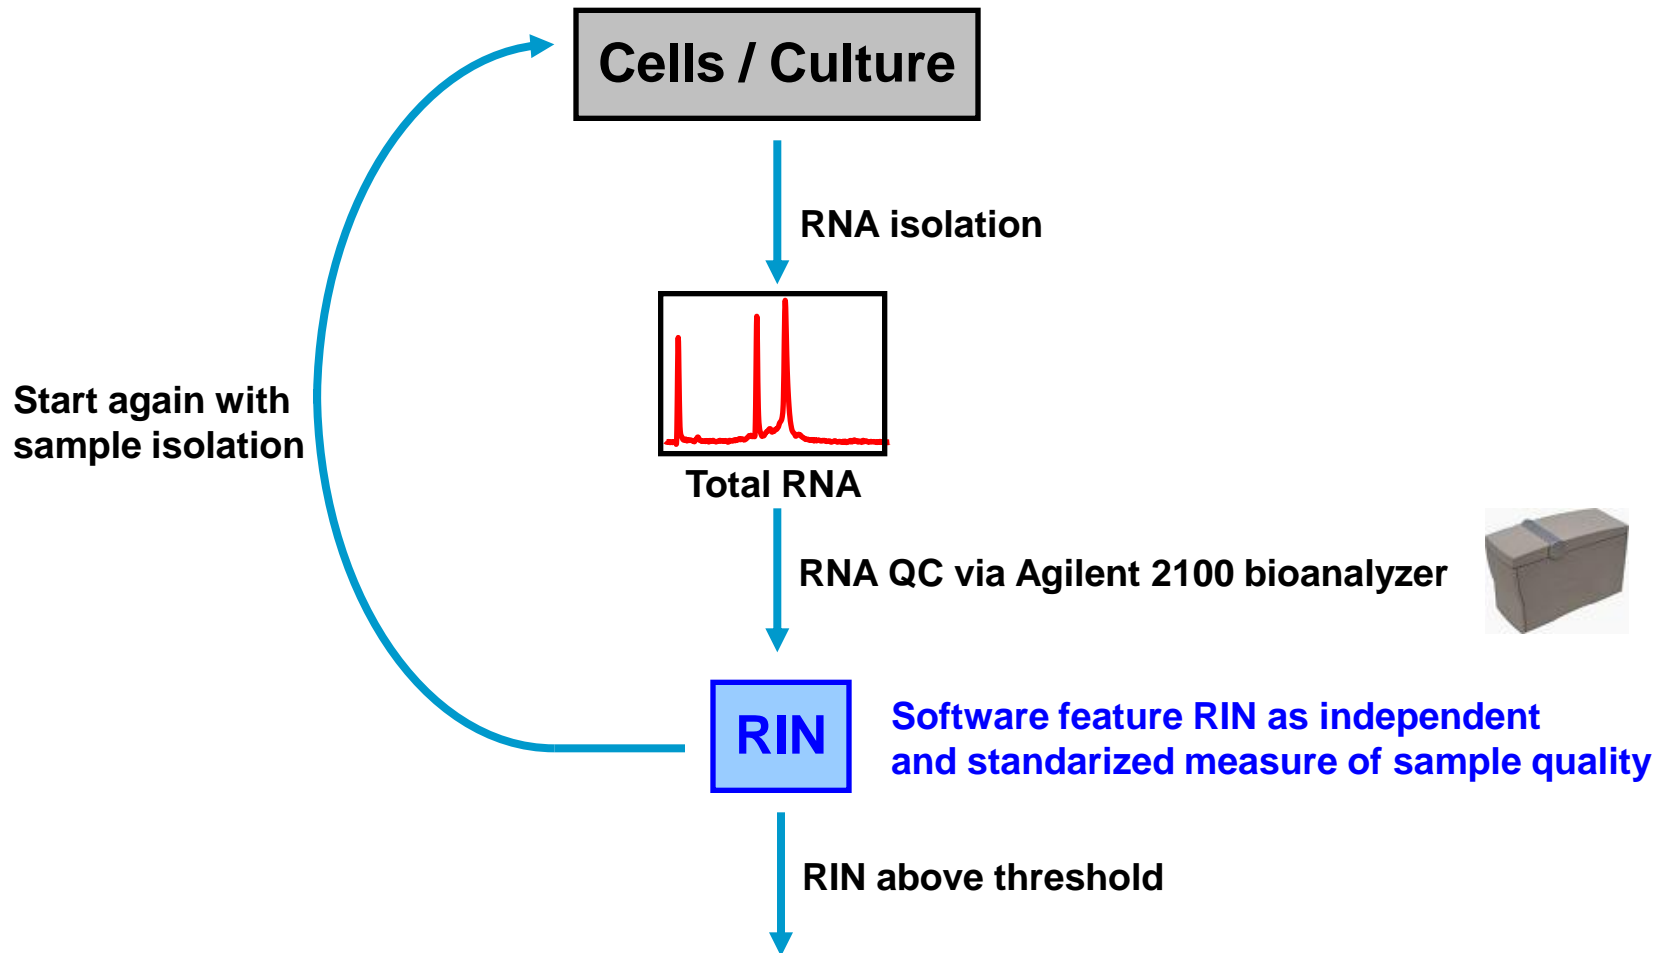 Cells / Culture
RNA isolation
Start again with
sample isolation
Total RNA
RNA QC via Agilent 2100 bioanalyzer
RIN
Software feature RIN as independent
and standarized measure of sample quality
RIN above threshold